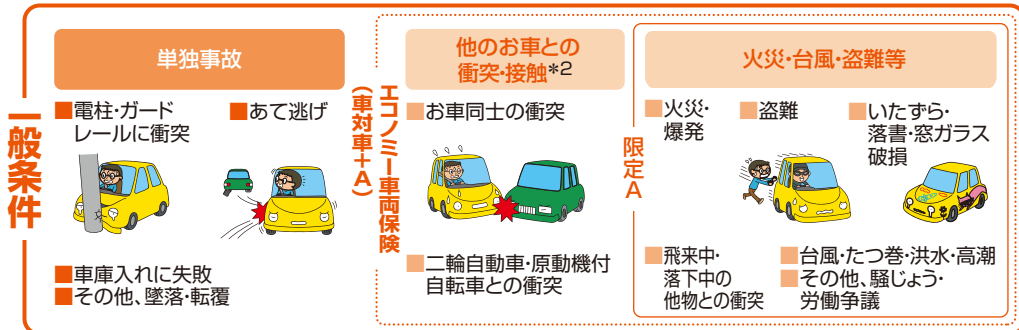 一般条件
単独事故
■電柱・ガード
レールに衝突
■あて逃げ
■車庫入れに失敗
■その他、墜落・転覆
エコノミー車両保険
(車対車+A)
他のお車との
衝突・接触*2
■お車同士の衝突
■二輪自動車・原動機付
自転車との衝突
限定A
火災・台風・盗難等
■火災・
爆発
■盗難
■いたずら・
落書・窓ガラス
破損
■飛来中・
落下中の
他物との衝突
■台風・たつ巻・洪水・高潮
■その他、騒じょう・
労働争議